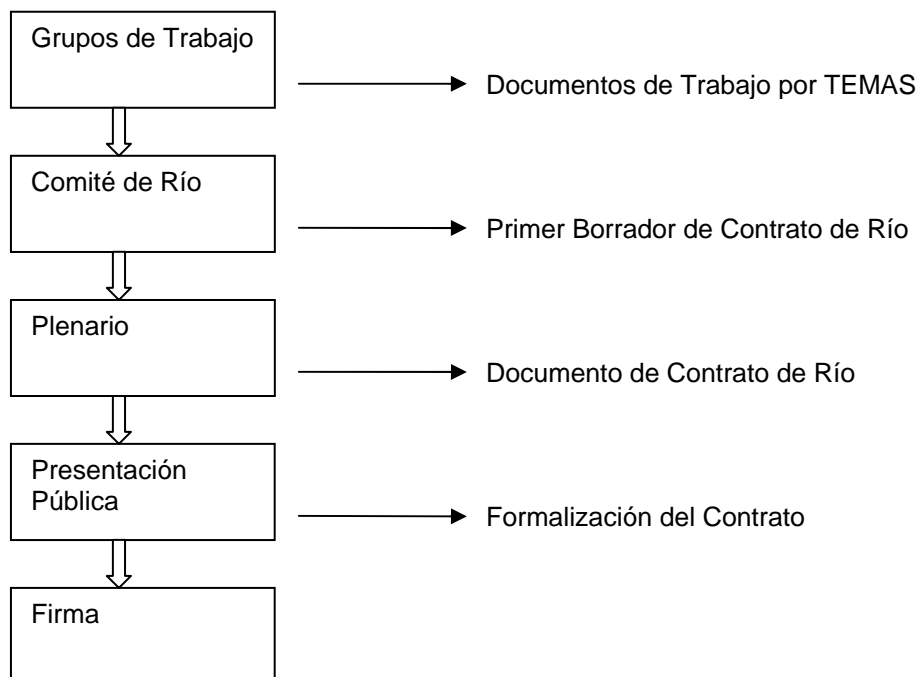 Grupos de Trabajo
Documentos de Trabajo por TEMAS
Comité de Río
Primer Borrador de Contrato de Río
Plenario
Documento de Contrato de Río
Presentación
Pública
Formalización del Contrato
Firma